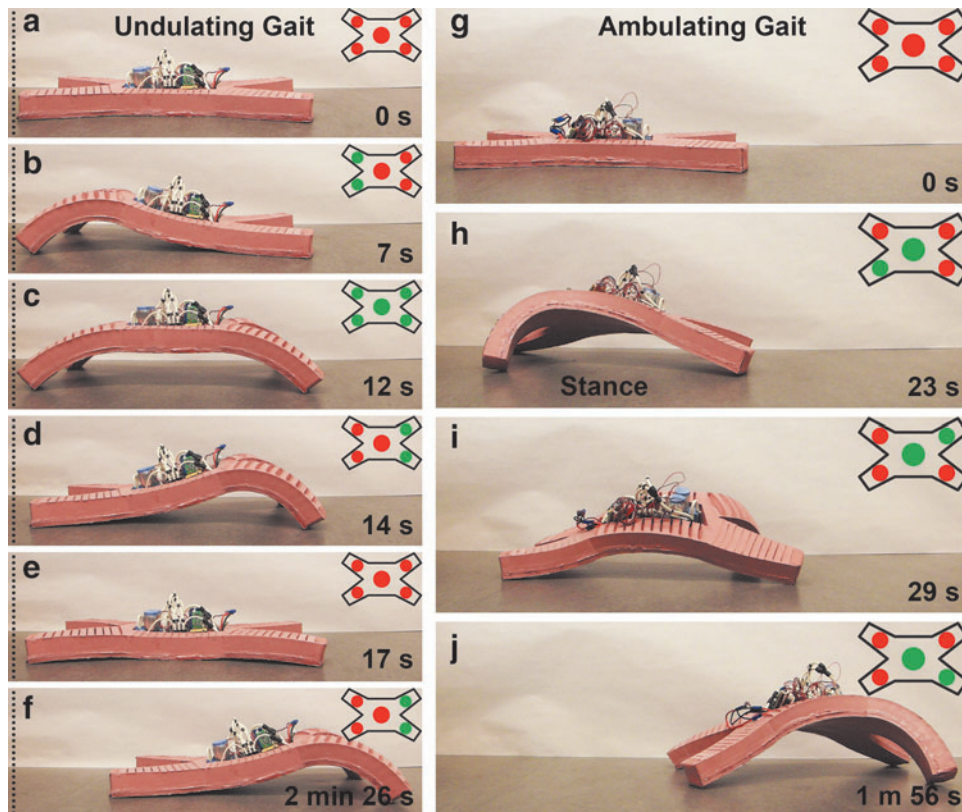 a
Undulating Gait
0 s
b
7 s
c
12 s
d
14 s
e
17 s
f
2 min 26 s
g
Ambulating Gait
0 s
h
Stance
23 s
i
29 s
j
1 m 56 s